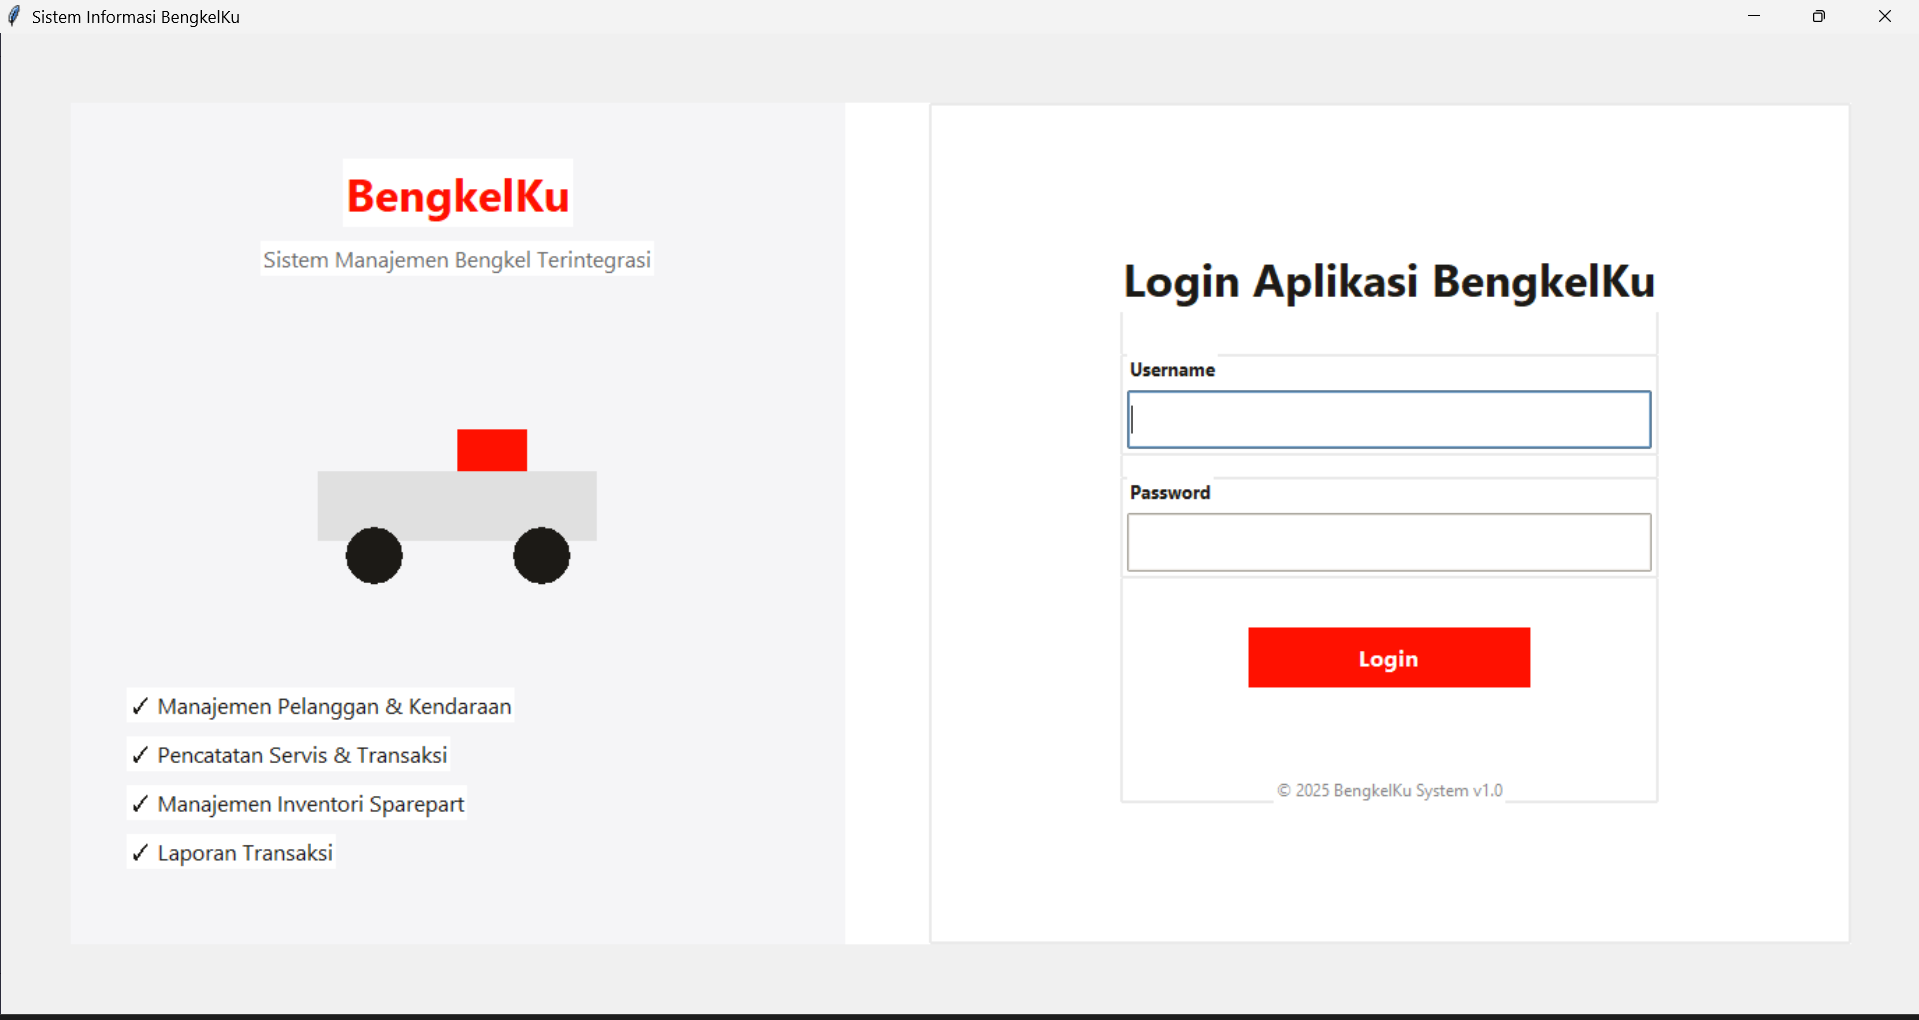 Sistem Informasi BengkelKu
BengkelKu
Sistem Manajemen Bengkel Terintegrasi
✓ Manajemen Pelanggan & Kendaraan
✓ Pencatatan Servis & Transaksi
✓ Manajemen Inventori Sparepart
✓ Laporan Transaksi
Login Aplikasi BengkelKu
Username
Password
Login
© 2025 BengkelKu System v1.0